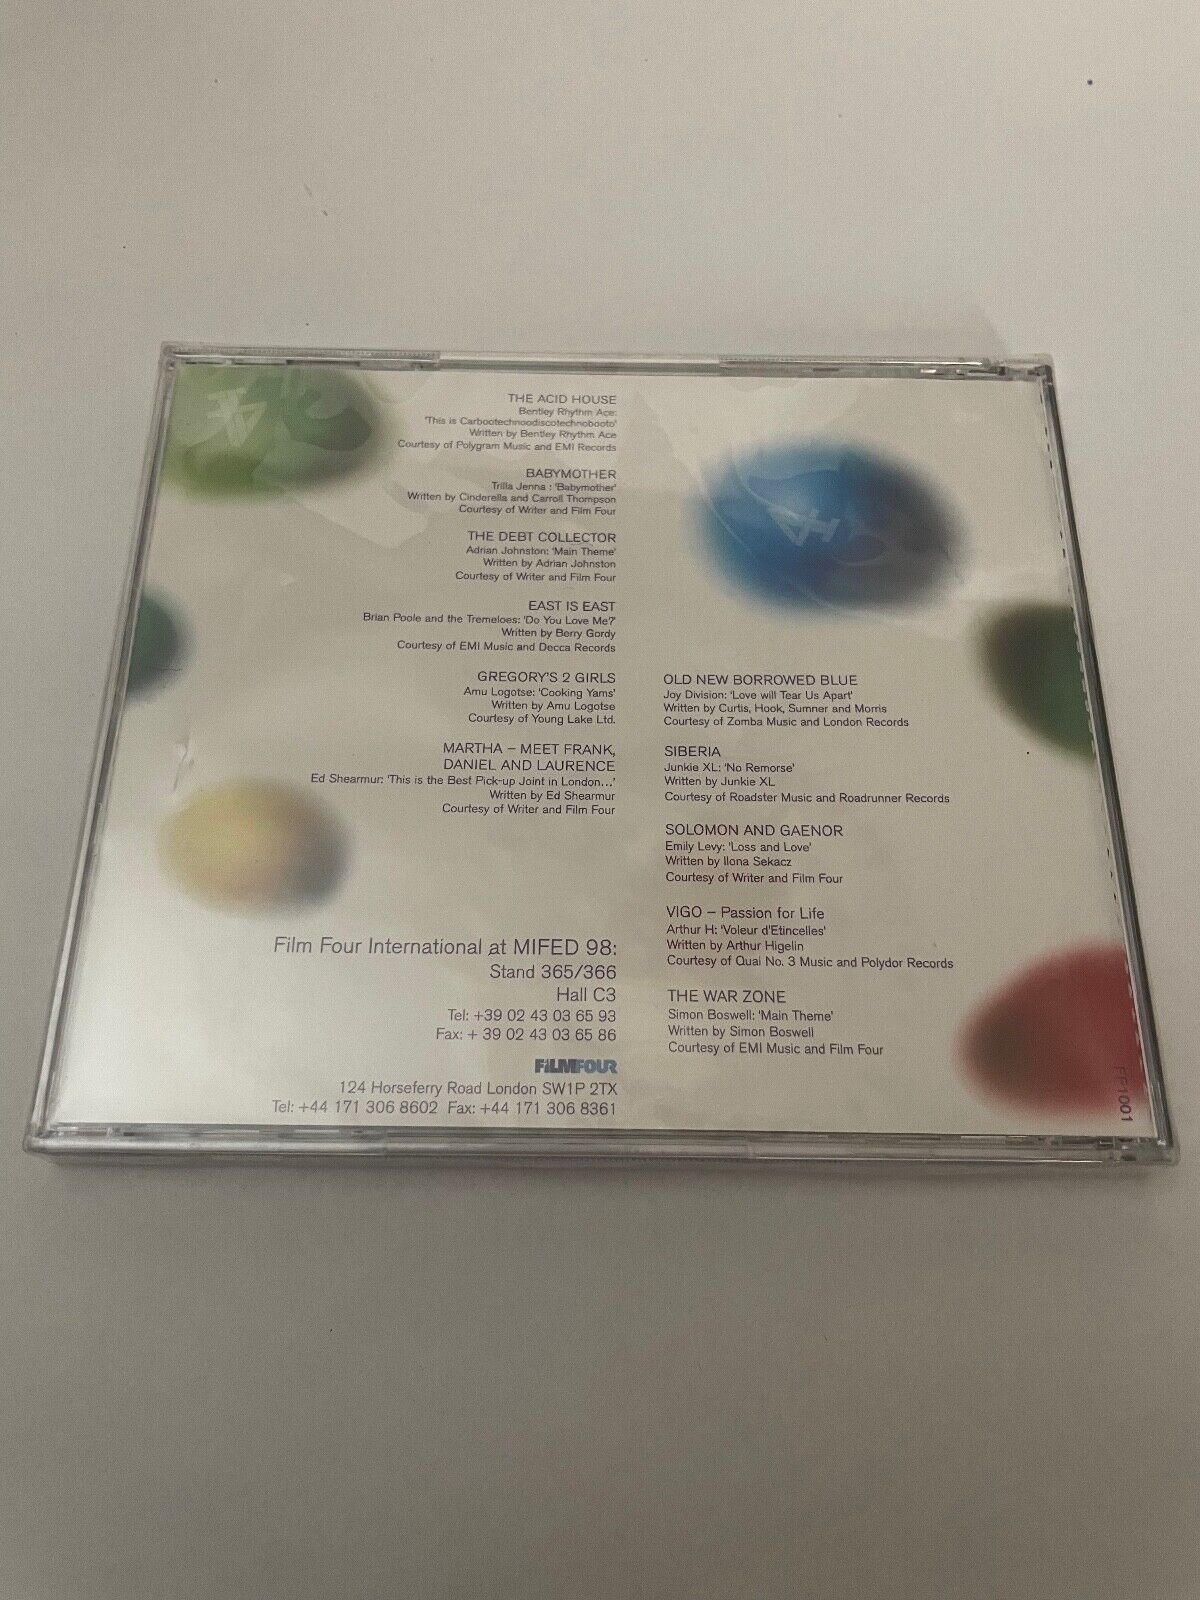 THE ACID HOUSE
Bentley Rhythm Ace:
'This is Carbootechnodiscotechnobooto'
Written by Bentley Rhythm Ace
Courtesy of Polygram Music and EMI Records
BABYMOTHER
Trilla Jenna : 'Babymother'
Written by Cinderella and Carroll Thompson
Courtesy of Writer and Film Four
THE DEBT COLLECTOR
Adrian Johnston: 'Main Theme'
Written by Adrian Johnston
Courtesy of Writer and Film Four
EAST IS EAST
Brian Poole and the Tremeloes: 'Do You Love Me?'
Written by Berry Gordy
Courtesy of EMI Music and Decca Records
GREGORY'S 2 GIRLS
Amu Logotse: 'Cooking Yams'
Written by Amu Logotse
Courtesy of Young Lake Ltd.
MARTHA – MEET FRANK,
DANIEL AND LAURENCE
Ed Shearmur: 'This is the Best Pick-up Joint in London...'
Written by Ed Shearmur
Courtesy of Writer and Film Four
Film Four International at MIFED 98:
Stand 365/366
Hall C3
Tel: +39 02 43 03 65 93
Fax: + 39 02 43 03 65 86
FILMFOUR
124 Horseferry Road London SW1P 2TX
Tel: +44 171 306 8602 Fax: +44 171 306 8361
OLD NEW BORROWED BLUE
Joy Division: 'Love will Tear Us Apart'
Written by Curtis, Hook, Sumner and Morris
Courtesy of Zomba Music and London Records
SIBERIA
Junkie XL: 'No Remorse'
Written by Junkie XL
Courtesy of Roadster Music and Roadrunner Records
SOLOMON AND GAENOR
Emily Levy: 'Loss and Love'
Written by Ilona Sekacz
Courtesy of Writer and Film Four
VIGO – Passion for Life
Arthur H: 'Voleur d'Etincelles'
Written by Arthur Higelin
Courtesy of Quai No. 3 Music and Polydor Records
THE WAR ZONE
Simon Boswell: 'Main Theme'
Written by Simon Boswell
Courtesy of EMI Music and Film Four
FF1001